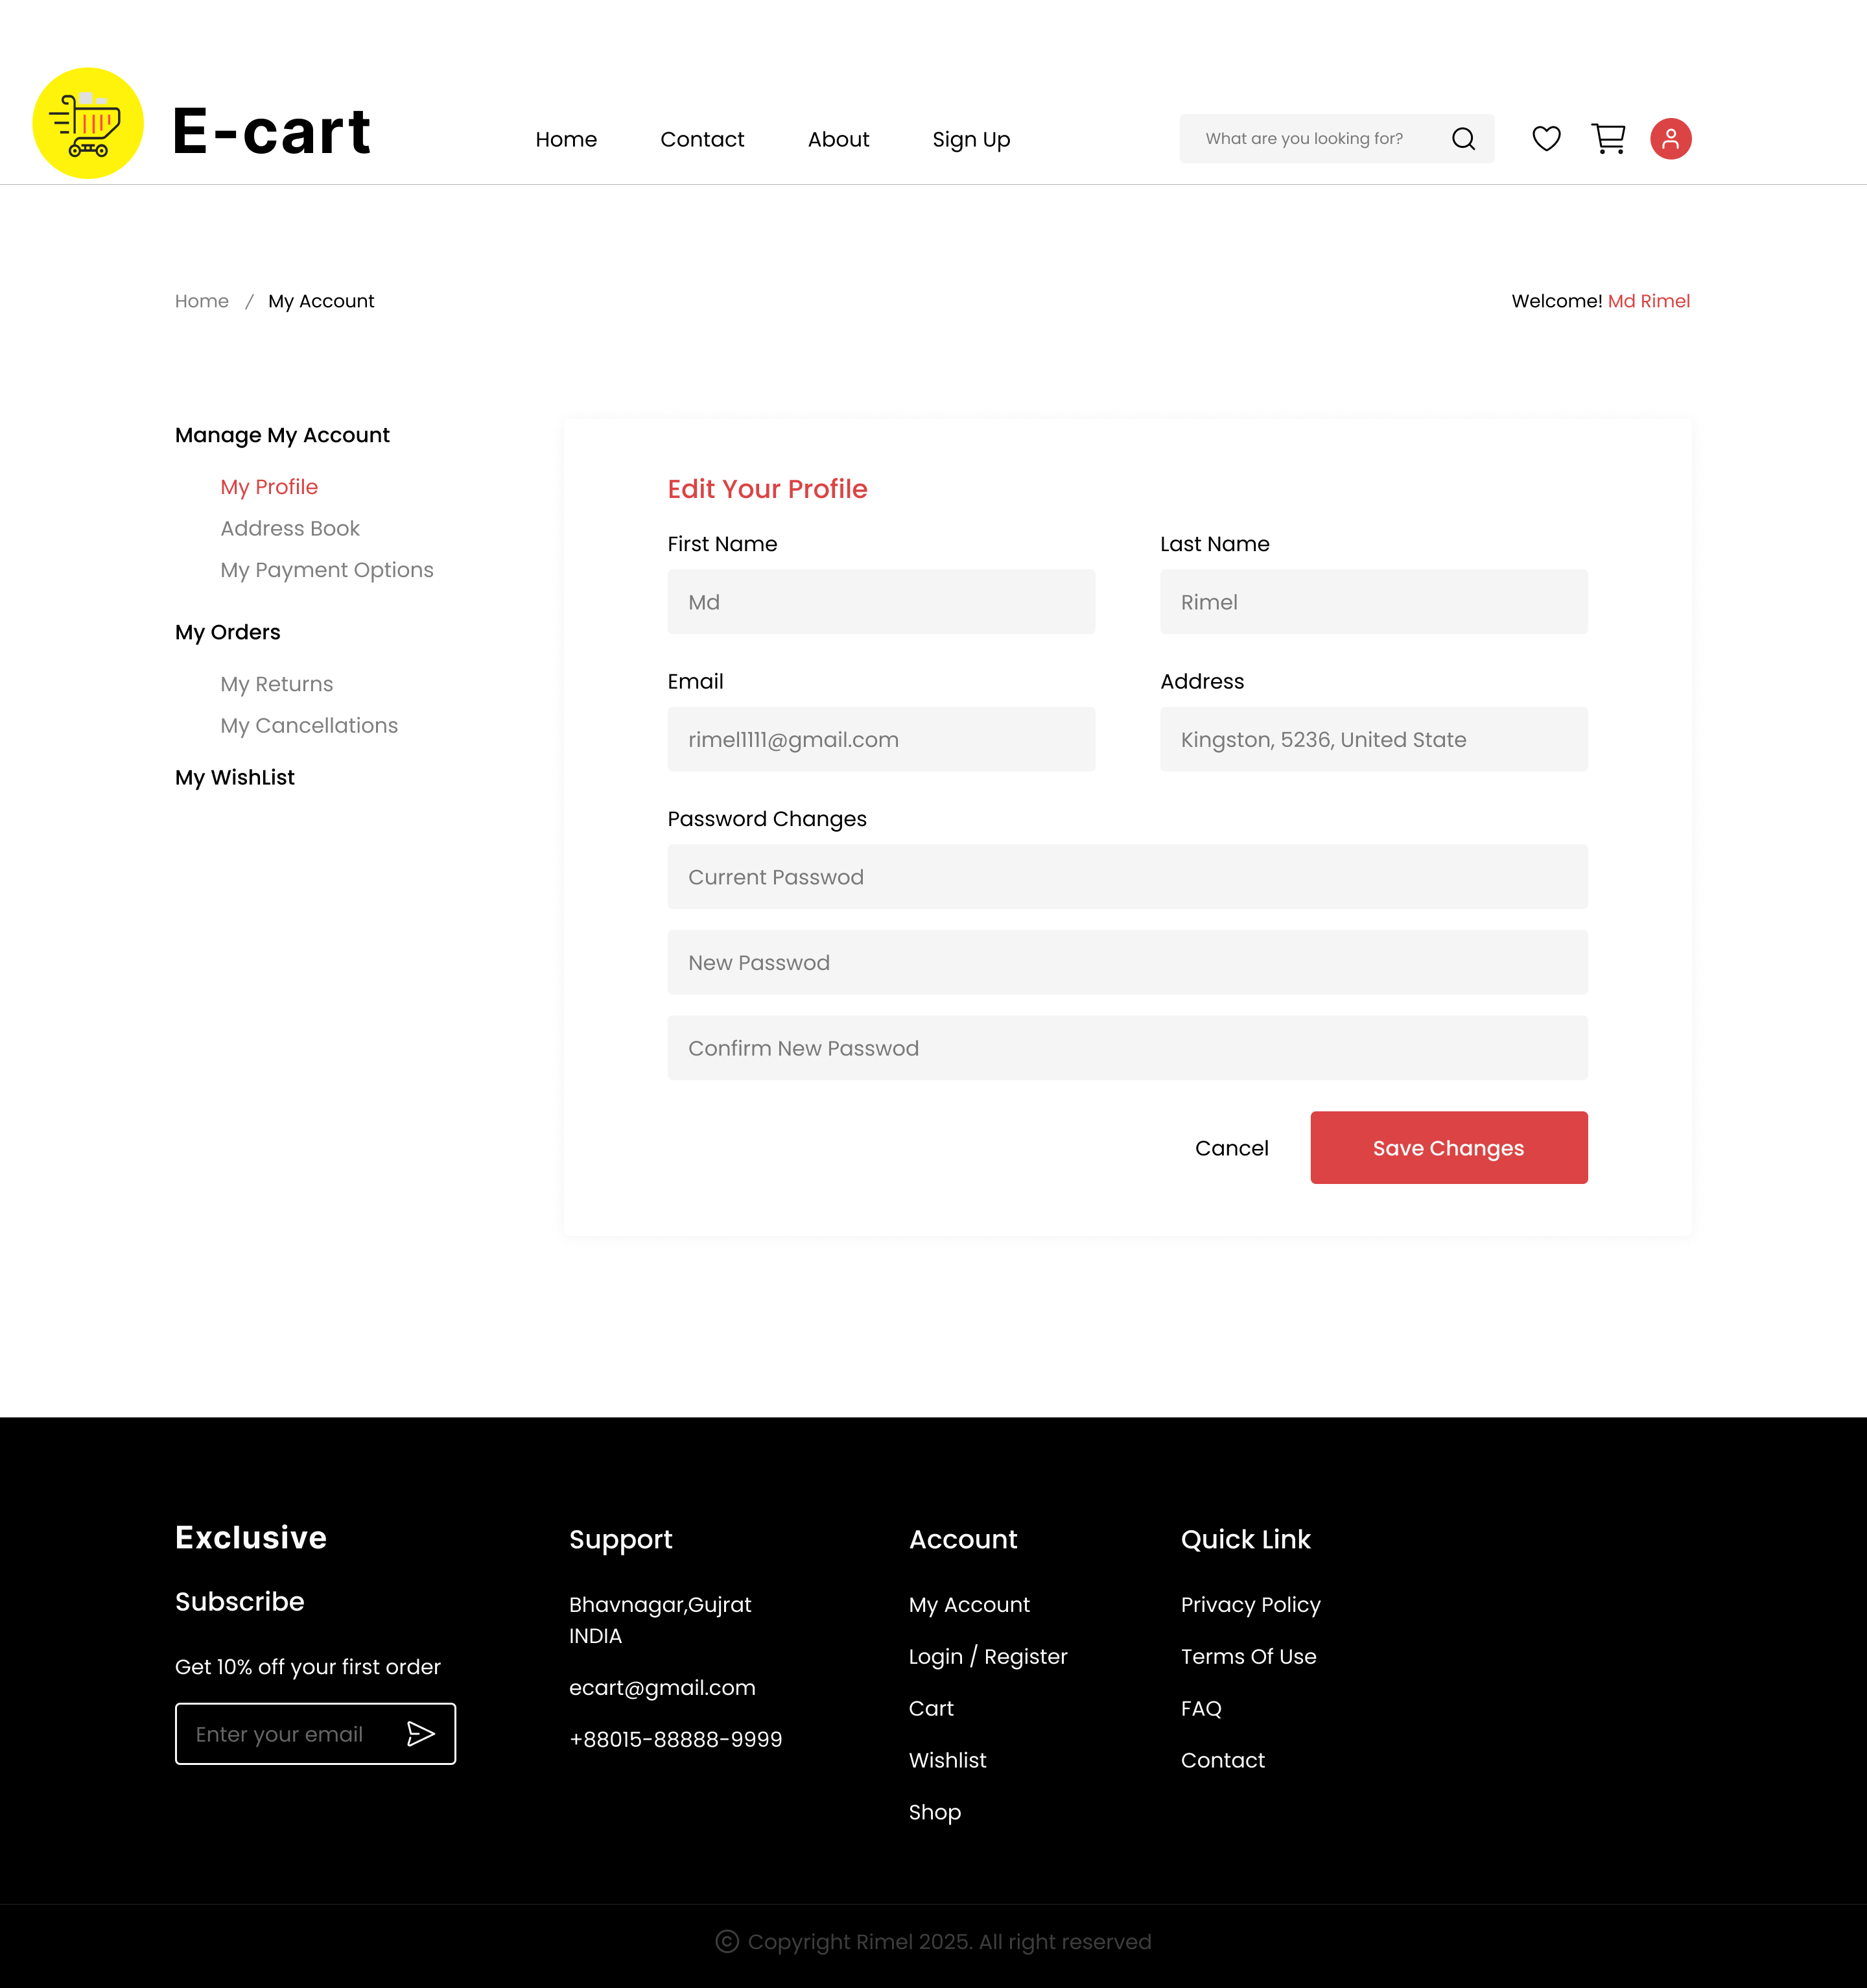 E-cart
Home Contact About Sign Up
What are you looking for?
Home / My Account
Welcome! Md Rimel
Manage My Account
My Profile
Address Book
My Payment Options
My Orders
My Returns
My Cancellations
My WishList
Edit Your Profile
First Name Last Name
Md Rimel
Email Address
rimel1111@gmail.com Kingston, 5236, United State
Password Changes
Current Passwod
New Passwod
Confirm New Passwod
Cancel Save Changes
Exclusive
Subscribe
Get 10% off your first order
Enter your email
Support
Bhavnagar,Gujrat
INDIA
ecart@gmail.com
+88015-88888-9999
Account
My Account
Login / Register
Cart
Wishlist
Shop
Quick Link
Privacy Policy
Terms Of Use
FAQ
Contact
© Copyright Rimel 2025. All right reserved